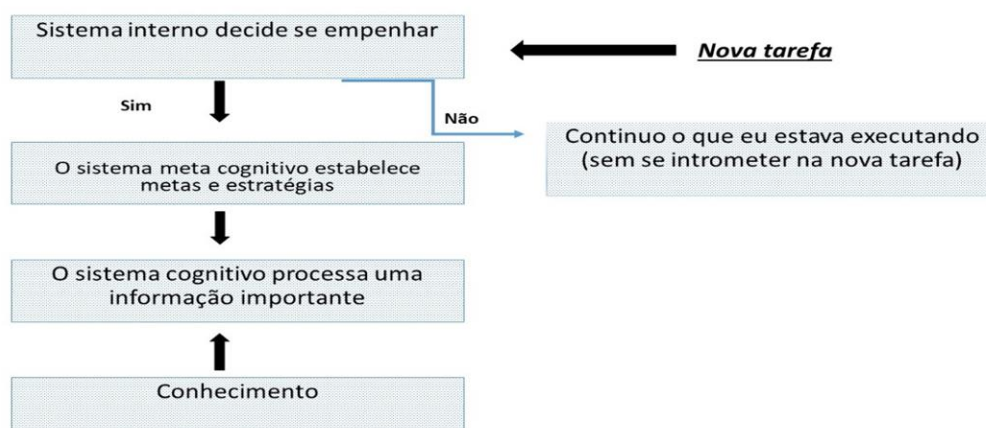 Sistema interno decide se empenhar
Nova tarefa
Sim
Não
Continuo o que eu estava executando
(sem se intrometer na nova tarefa)
O sistema meta cognitivo estabelece
metas e estratégias
O sistema cognitivo processa uma
informação importante
Conhecimento